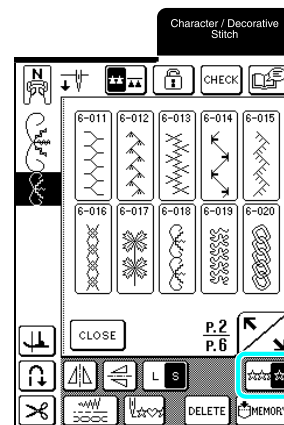 Character / Decorative
Stitch
N
CHECK
6-011 6-012 6-013 6-014 6-015
6-016 6-017 6-018 6-019 6-020
CLOSE
P.2
P.6
L S
DELETE MEMORY